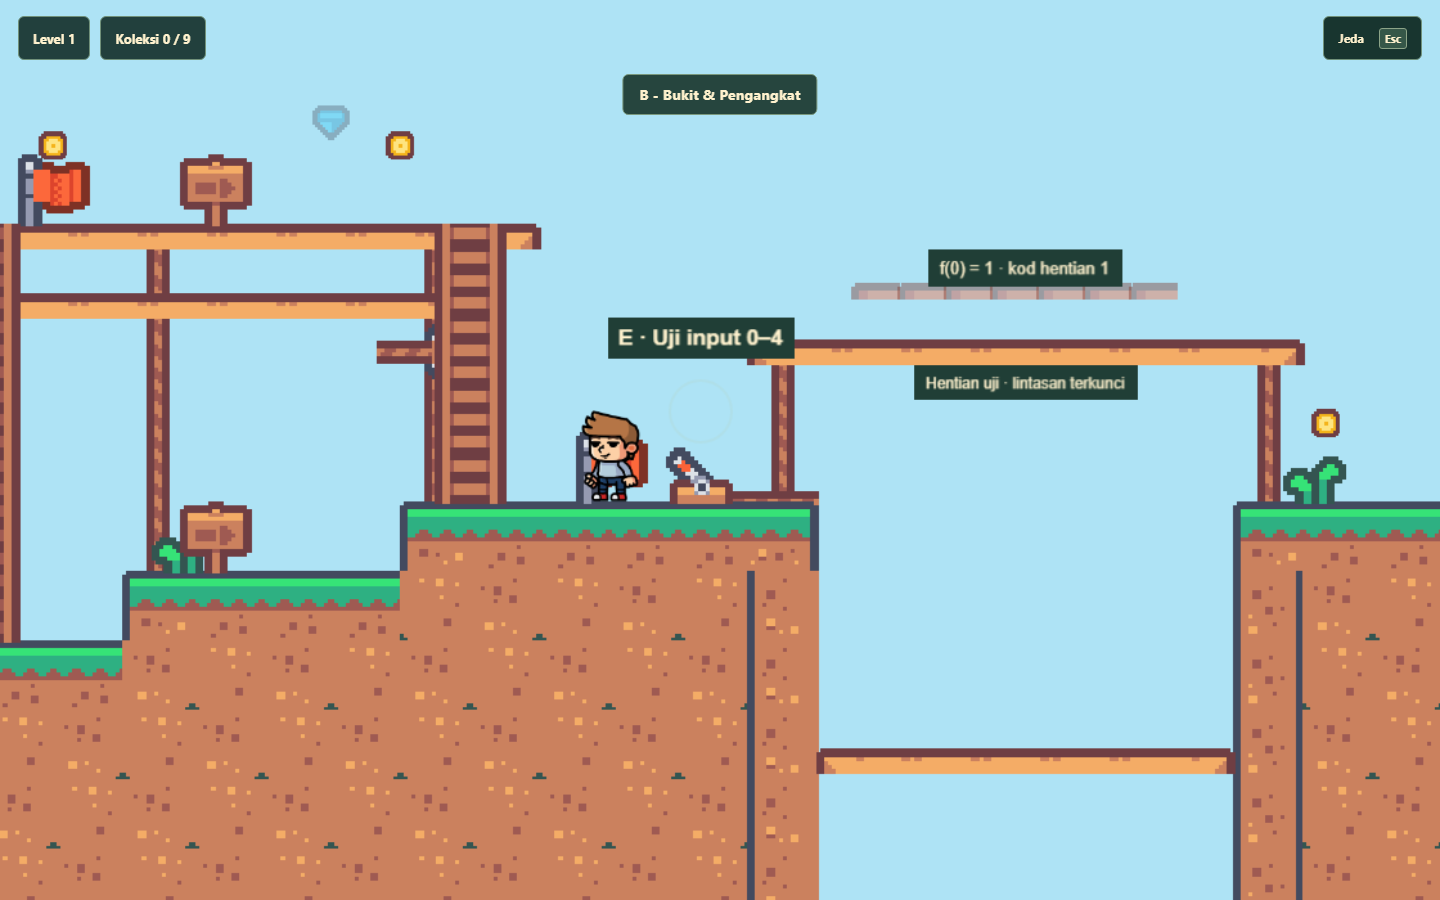 Level 1
Koleksi 0 / 9
Jeda Esc
B - Bukit & Pengangkat
f(0) = 1 · kod hentian 1
E · Uji input 0–4
Hentian uji · lintasan terkunci